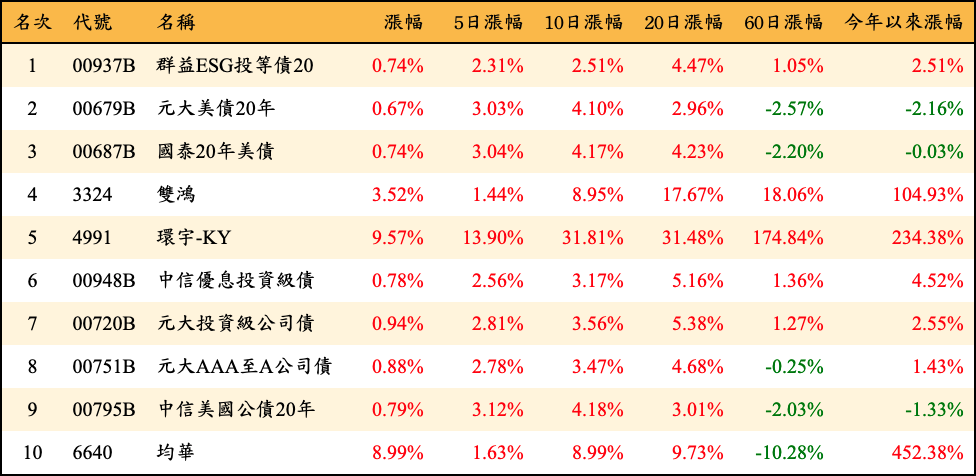 名次 代號 名稱 漲幅 5日漲幅 10日漲幅 20日漲幅 60日漲幅 今年以來漲幅
1 00937B 群益ESG投等債20 0.74% 2.31% 2.51% 4.47% 1.05% 2.51%
2 00679B 元大美債20年 0.67% 3.03% 4.10% 2.96% -2.57% -2.16%
3 00687B 國泰20年美債 0.74% 3.04% 4.17% 4.23% -2.20% -0.03%
4 3324 雙鴻 3.52% 1.44% 8.95% 17.67% 18.06% 104.93%
5 4991 環宇-KY 9.57% 13.90% 31.81% 31.48% 174.84% 234.38%
6 00948B 中信優息投資級債 0.78% 2.56% 3.17% 5.16% 1.36% 4.52%
7 00720B 元大投資級公司債 0.94% 2.81% 3.56% 5.38% 1.27% 2.55%
8 00751B 元大AAA至A公司債 0.88% 2.78% 3.47% 4.68% -0.25% 1.43%
9 00795B 中信美國公債20年 0.79% 3.12% 4.18% 3.01% -2.03% -1.33%
10 6640 均華 8.99% 1.63% 8.99% 9.73% -10.28% 452.38%